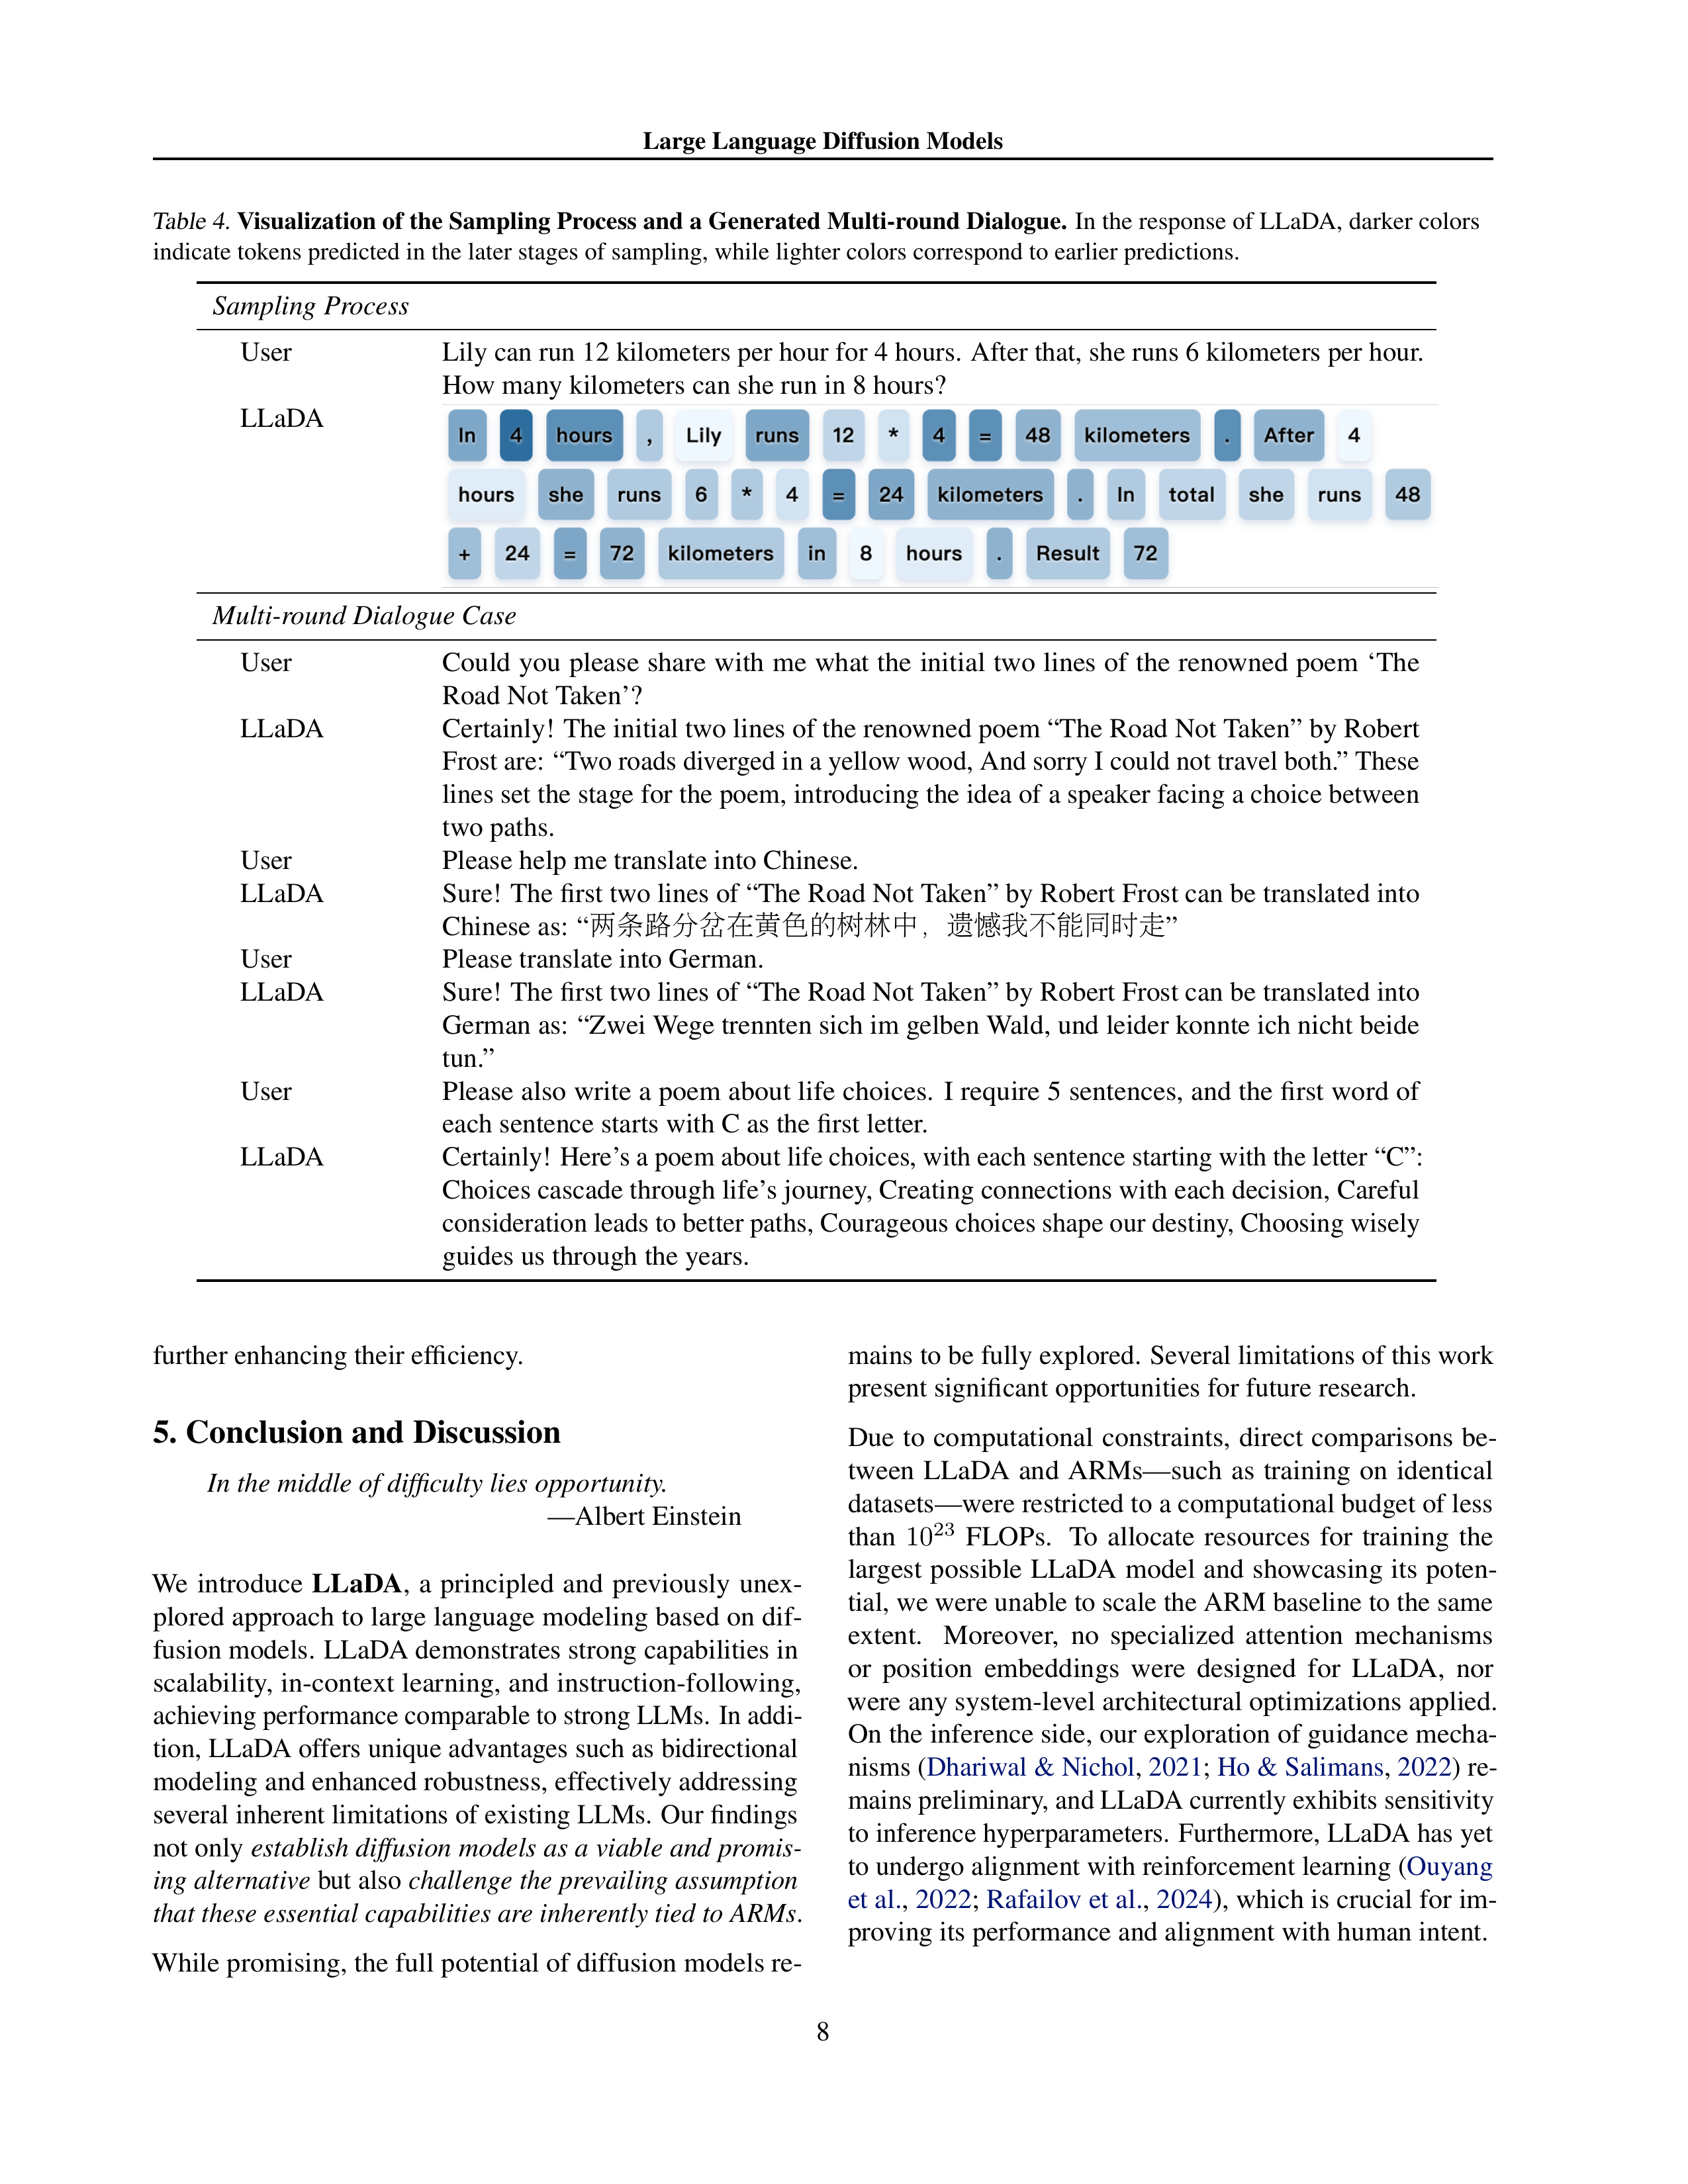 Large Language Diffusion Models
Table 4. Visualization of the Sampling Process and a Generated Multi-round Dialogue. In the response of LLaDA, darker colors
indicate tokens predicted in the later stages of sampling, while lighter colors correspond to earlier predictions.
Sampling Process
User Lily can run 12 kilometers per hour for 4 hours. After that, she runs 6 kilometers per hour.
How many kilometers can she run in 8 hours?
LLaDA In 4 hours , Lily runs 12 * 4 = 48 kilometers . After 4
hours she runs 6 * 4 = 24 kilometers . In total she runs 48
+ 24 = 72 kilometers in 8 hours . Result 72
Multi-round Dialogue Case
User Could you please share with me what the initial two lines of the renowned poem ‘The
Road Not Taken’?
LLaDA Certainly! The initial two lines of the renowned poem “The Road Not Taken” by Robert
Frost are: “Two roads diverged in a yellow wood, And sorry I could not travel both.” These
lines set the stage for the poem, introducing the idea of a speaker facing a choice between
two paths.
User Please help me translate into Chinese.
LLaDA Sure! The first two lines of “The Road Not Taken” by Robert Frost can be translated into
Chinese as: “两条路分岔在黄色的树林中，遗憾我不能同时走”
User Please translate into German.
LLaDA Sure! The first two lines of “The Road Not Taken” by Robert Frost can be translated into
German as: “Zwei Wege trennten sich im gelben Wald, und leider konnte ich nicht beide
tun.”
User Please also write a poem about life choices. I require 5 sentences, and the first word of
each sentence starts with C as the first letter.
LLaDA Certainly! Here’s a poem about life choices, with each sentence starting with the letter “C”:
Choices cascade through life’s journey, Creating connections with each decision, Careful
consideration leads to better paths, Courageous choices shape our destiny, Choosing wisely
guides us through the years.
further enhancing their efficiency.
5. Conclusion and Discussion
In the middle of difficulty lies opportunity.
—Albert Einstein
We introduce LLaDA, a principled and previously unex-
plored approach to large language modeling based on dif-
fusion models. LLaDA demonstrates strong capabilities in
scalability, in-context learning, and instruction-following,
achieving performance comparable to strong LLMs. In addi-
tion, LLaDA offers unique advantages such as bidirectional
modeling and enhanced robustness, effectively addressing
several inherent limitations of existing LLMs. Our findings
not only establish diffusion models as a viable and promis-
ing alternative but also challenge the prevailing assumption
that these essential capabilities are inherently tied to ARMs.
While promising, the full potential of diffusion models re-
mains to be fully explored. Several limitations of this work
present significant opportunities for future research.
Due to computational constraints, direct comparisons be-
tween LLaDA and ARMs—such as training on identical
datasets—were restricted to a computational budget of less
than 10²³ FLOPs. To allocate resources for training the
largest possible LLaDA model and showcasing its poten-
tial, we were unable to scale the ARM baseline to the same
extent. Moreover, no specialized attention mechanisms
or position embeddings were designed for LLaDA, nor
were any system-level architectural optimizations applied.
On the inference side, our exploration of guidance mecha-
nisms (Dhariwal & Nichol, 2021; Ho & Salimans, 2022) re-
mains preliminary, and LLaDA currently exhibits sensitivity
to inference hyperparameters. Furthermore, LLaDA has yet
to undergo alignment with reinforcement learning (Ouyang
et al., 2022; Rafailov et al., 2024), which is crucial for im-
proving its performance and alignment with human intent.
8